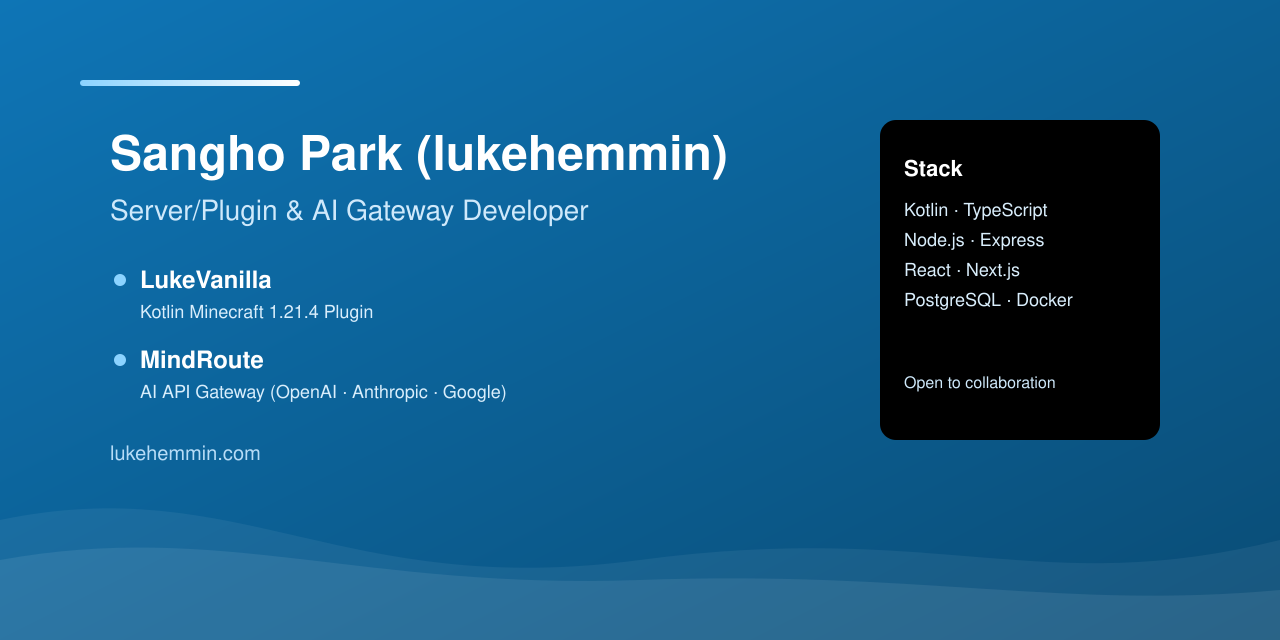 Sangho Park (lukehemmin)
Server/Plugin & AI Gateway Developer
LukeVanilla
Kotlin Minecraft 1.21.4 Plugin
MindRoute
AI API Gateway (OpenAI · Anthropic · Google)
lukehemmin.com
Stack
Kotlin · TypeScript
Node.js · Express
React · Next.js
PostgreSQL · Docker
Open to collaboration